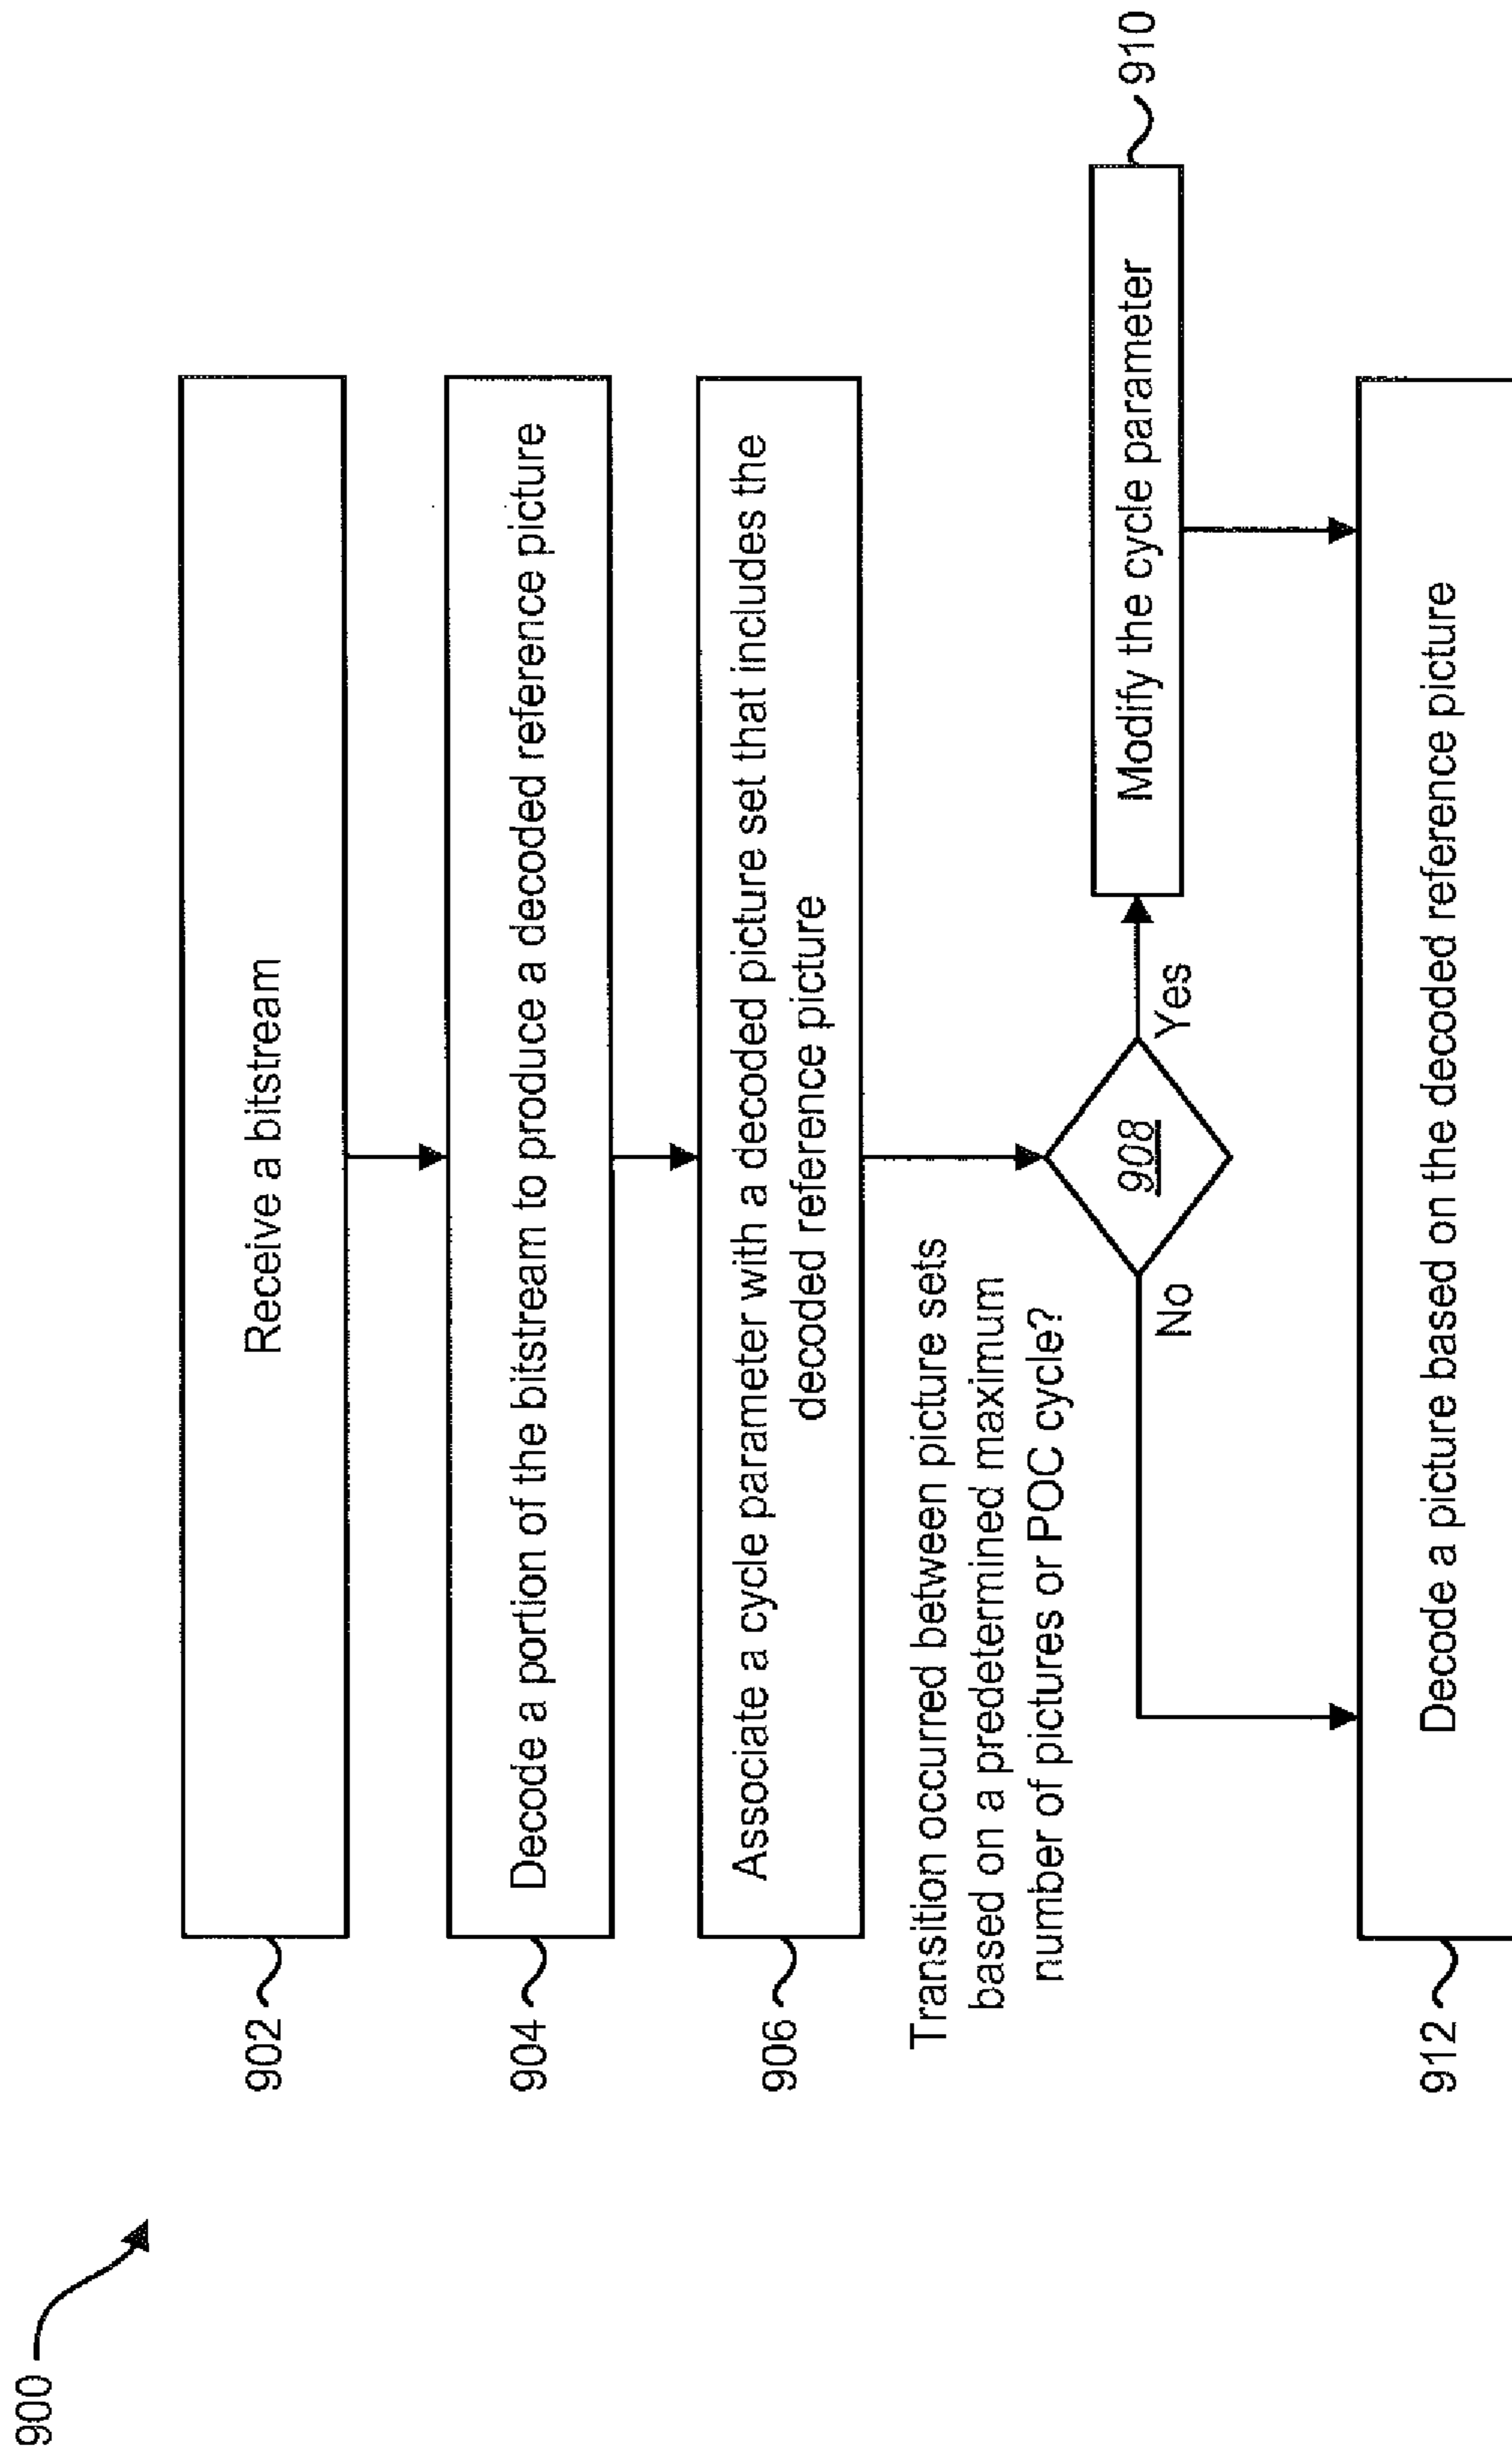 900
902
Receive a bitstream
904
Decode a portion of the bitstream to produce a decoded reference picture
906
Associate a cycle parameter with a decoded picture set that includes the
decoded reference picture
Transition occurred between picture sets
based on a predetermined maximum
number of pictures or POC cycle?
908
No
Yes
Modify the cycle parameter
910
912
Decode a picture based on the decoded reference picture